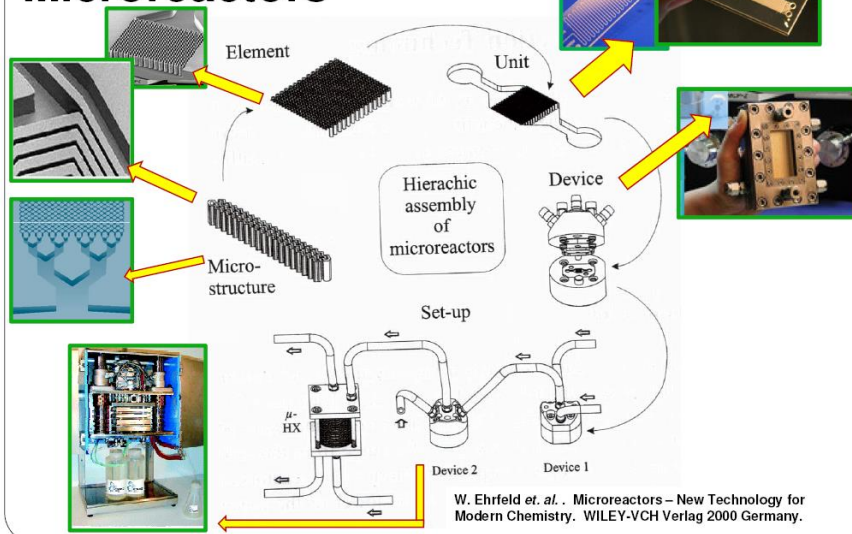 Microreactors
Element
Unit
Hierachic
assembly
of
microreactors
Device
Micro-
structure
Set-up
μ-
HX
Device 2
Device 1
W. Ehrfeld et. al. . Microreactors – New Technology for
Modern Chemistry. WILEY-VCH Verlag 2000 Germany.